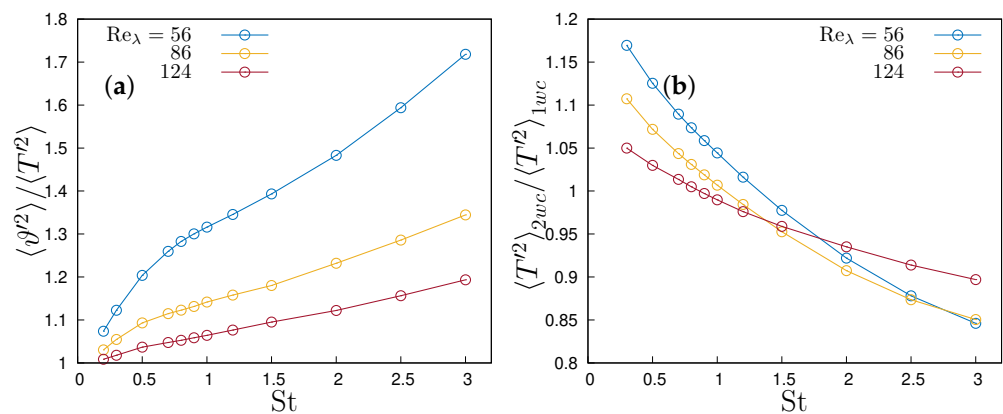 Re_λ = 56
86
124
(a)
⟨ϑ′²⟩/⟨T′²⟩
1.8
1.7
1.6
1.5
1.4
1.3
1.2
1.1
1
0 0.5 1 1.5 2 2.5 3
St
Re_λ = 56
86
124
(b)
⟨T′²⟩_2wc/⟨T′²⟩_1wc
1.2
1.15
1.1
1.05
1
0.95
0.9
0.85
0.8
0 0.5 1 1.5 2 2.5 3
St